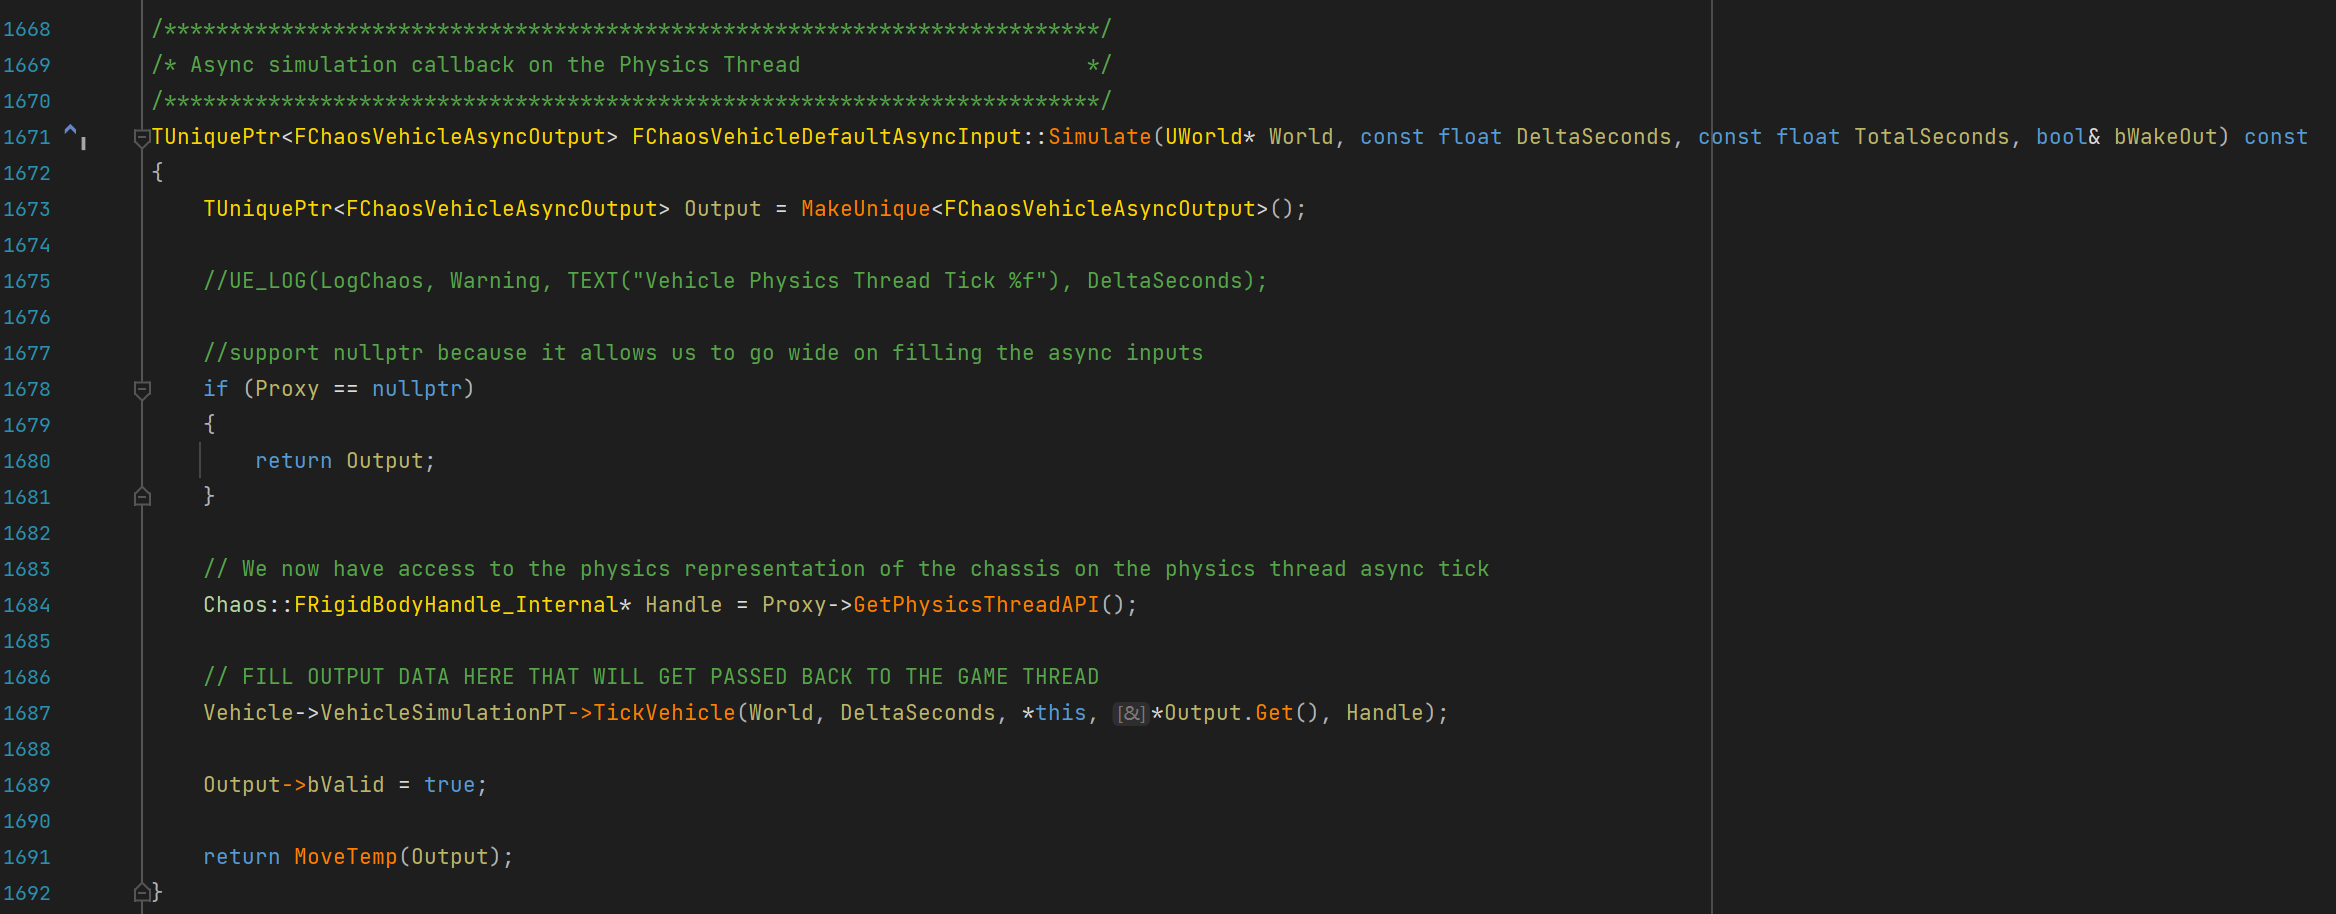 1668 /************************************************************************/
1669 /* Async simulation callback on the Physics Thread                      */
1670 /************************************************************************/
1671 TUniquePtr<FChaosVehicleAsyncOutput> FChaosVehicleDefaultAsyncInput::Simulate(UWorld* World, const float DeltaSeconds, const float TotalSeconds, bool& bWakeOut) const
1672 {
1673     TUniquePtr<FChaosVehicleAsyncOutput> Output = MakeUnique<FChaosVehicleAsyncOutput>();
1674
1675     //UE_LOG(LogChaos, Warning, TEXT("Vehicle Physics Thread Tick %f"), DeltaSeconds);
1676
1677     //support nullptr because it allows us to go wide on filling the async inputs
1678     if (Proxy == nullptr)
1679     {
1680         return Output;
1681     }
1682
1683     // We now have access to the physics representation of the chassis on the physics thread async tick
1684     Chaos::FRigidBodyHandle_Internal* Handle = Proxy->GetPhysicsThreadAPI();
1685
1686     // FILL OUTPUT DATA HERE THAT WILL GET PASSED BACK TO THE GAME THREAD
1687     Vehicle->VehicleSimulationPT->TickVehicle(World, DeltaSeconds, *this, [&]*Output.Get(), Handle);
1688
1689     Output->bValid = true;
1690
1691     return MoveTemp(Output);
1692 }